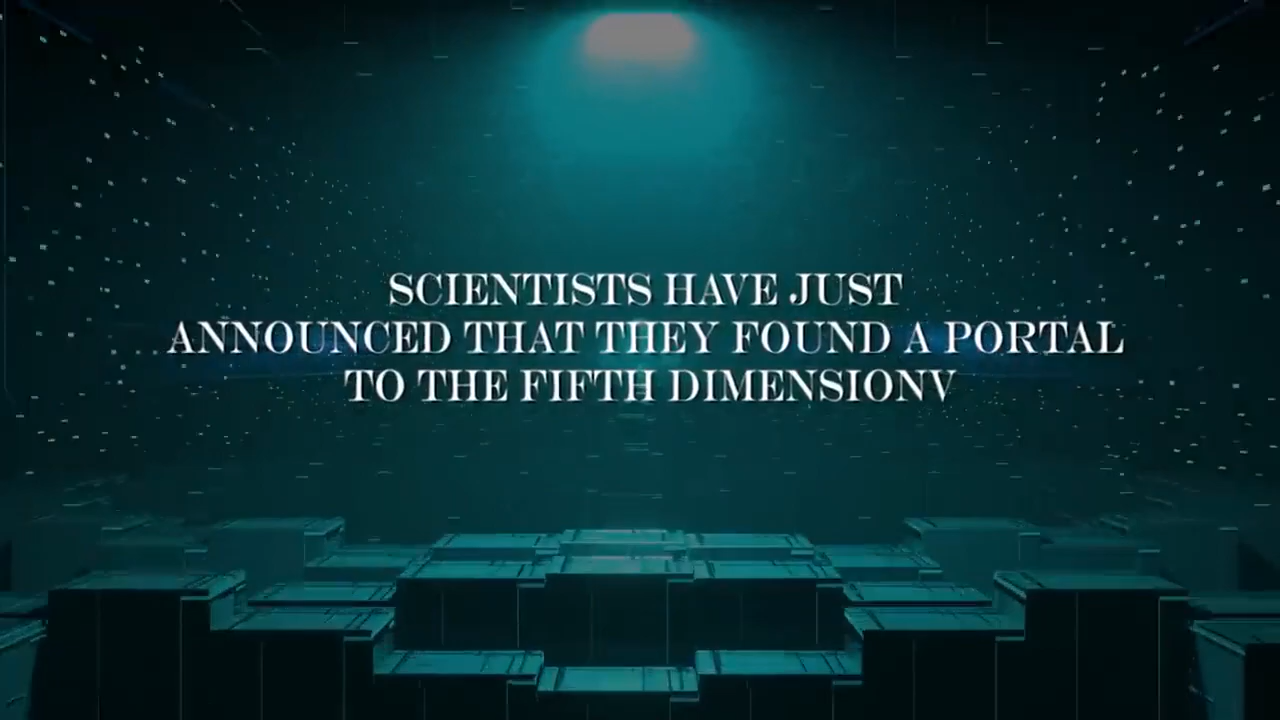 SCIENTISTS HAVE JUST
ANNOUNCED THAT THEY FOUND A PORTAL
TO THE FIFTH DIMENSIONV